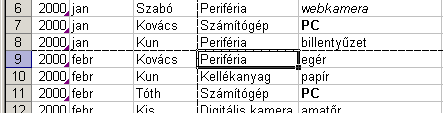 6 2000 jan Szabó Periféria webkamera
7 2000 jan Kovács Számítógép PC
8 2000 jan Kun Periféria billentyűzet
9 2000 febr Kovács Periféria egér
10 2000 febr Kun Kellékanyag papír
11 2000 febr Tóth Számítógép PC
12 2000 febr Kis Digitális kamera amatőr